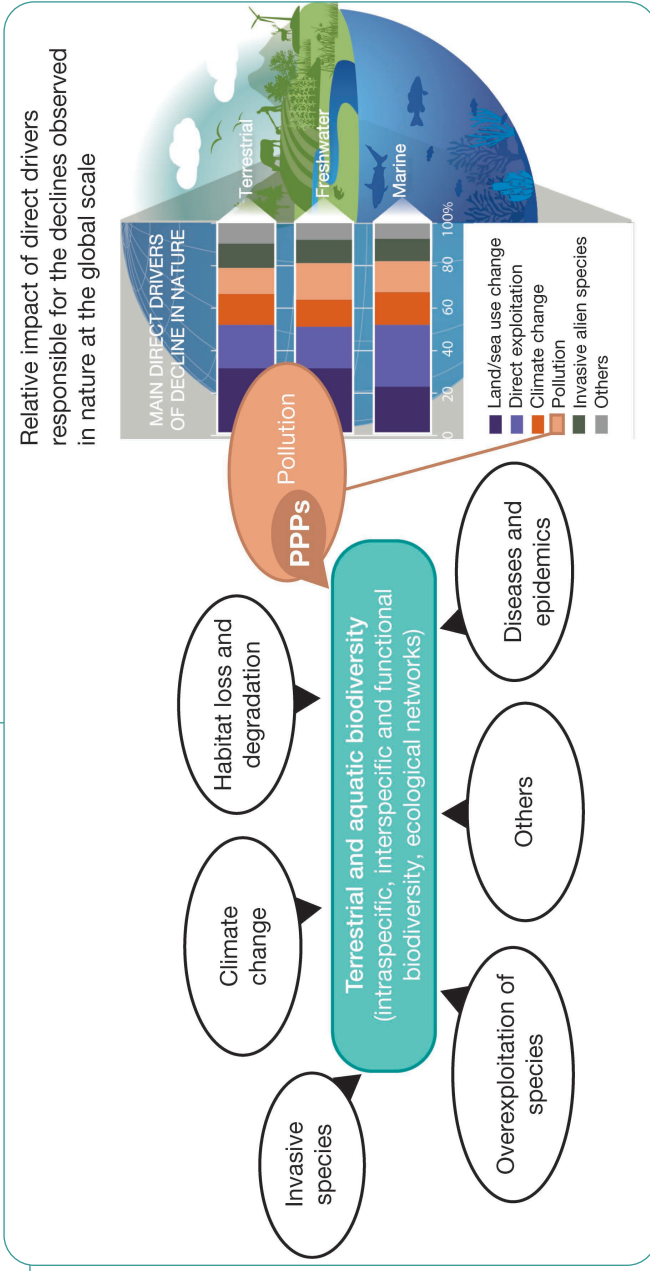 Relative impact of direct drivers
responsible for the declines observed
in nature at the global scale
Invasive
species
Climate
change
Habitat loss and
degradation
PPPs
Pollution
Terrestrial and aquatic biodiversity
(intraspecific, interspecific and functional
biodiversity, ecological networks)
Overexploitation of
species
Others
Diseases and
epidemics
MAIN DIRECT DRIVERS
OF DECLINE IN NATURE
Terrestrial
Freshwater
Marine
0 20 40 60 80 100%
Land/sea use change
Direct exploitation
Climate change
Pollution
Invasive alien species
Others